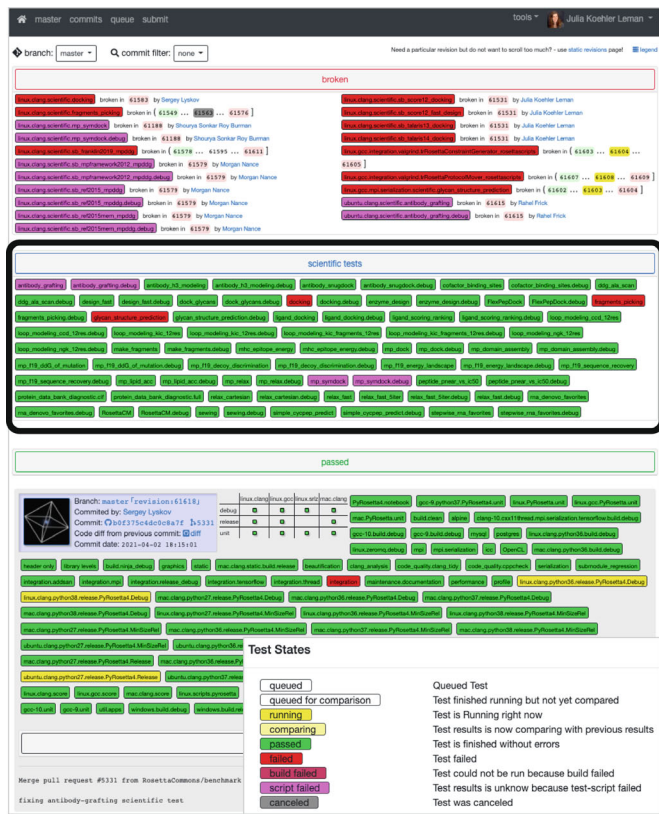 master commits queue submit tools Julia Koehler Leman
branch: master commit filter: none Need a particular revision but do not want to scroll too much? - use static revisions page! legend
broken
linux.clang.scientific.docking broken in 61583 by Sergey Lyskov
linux.clang.scientific.fragments_picking broken in ( 61549 ... 61563 ... 61576 ]
linux.clang.scientific.mp_symdock broken in 61188 by Shourya Sonkar Roy Burman
linux.clang.scientific.mp_symdock.debug broken in 61188 by Shourya Sonkar Roy Burman
linux.clang.scientific.sb_franklin2019_mpddg broken in ( 61578 ... 61595 ... 61611 ]
linux.clang.scientific.sb_mpframework2012_mpddg broken in 61579 by Morgan Nance
linux.clang.scientific.sb_mpframework2012_mpddg.debug broken in 61579 by Morgan Nance
linux.clang.scientific.sb_ref2015_mpddg broken in 61579 by Morgan Nance
linux.clang.scientific.sb_ref2015_mpddg.debug broken in 61579 by Morgan Nance
linux.clang.scientific.sb_ref2015mem_mpddg broken in 61579 by Morgan Nance
linux.clang.scientific.sb_ref2015mem_mpddg.debug broken in 61579 by Morgan Nance
linux.clang.scientific.sb_score12_docking broken in 61531 by Julia Koehler Leman
linux.clang.scientific.sb_score12_fast_design broken in 61531 by Julia Koehler Leman
linux.clang.scientific.sb_talaris13_docking broken in 61531 by Julia Koehler Leman
linux.clang.scientific.sb_talaris14_docking broken in 61531 by Julia Koehler Leman
linux.gcc.integration.valgrind.IrRosettaConstraintGenerator_rosettascripts broken in ( 61603 ... 61604 ...
61605 ]
linux.gcc.integration.valgrind.IrRosettaProtocolMover_rosettascripts broken in ( 61607 ... 61608 ... 61609 ]
linux.gcc.mpi.serialization.scientific.glycan_structure_prediction broken in ( 61602 ... 61603 ... 61604 ]
ubuntu.clang.scientific.antibody_grafting broken in 61615 by Rahel Frick
ubuntu.clang.scientific.antibody_grafting.debug broken in 61615 by Rahel Frick
scientific tests
antibody_grafting antibody_grafting.debug antibody_h3_modeling antibody_h3_modeling.debug antibody_snugdock antibody_snugdock.debug cofactor_binding_sites cofactor_binding_sites.debug ddg_ala_scan
ddg_ala_scan.debug design_fast design_fast.debug dock_glycans dock_glycans.debug docking docking.debug enzyme_design enzyme_design.debug FlexPepDock FlexPepDock.debug fragments_picking
fragments_picking.debug glycan_structure_prediction glycan_structure_prediction.debug ligand_docking ligand_docking.debug ligand_scoring_ranking ligand_scoring_ranking.debug loop_modeling_ccd_12res
loop_modeling_ccd_12res.debug loop_modeling_kic_12res loop_modeling_kic_12res.debug loop_modeling_kic_fragments_12res loop_modeling_kic_fragments_12res.debug loop_modeling_ngk_12res
loop_modeling_ngk_12res.debug make_fragments make_fragments.debug mhc_epitope_energy mhc_epitope_energy.debug mp_dock mp_dock.debug mp_domain_assembly mp_domain_assembly.debug
mp_f19_ddG_of_mutation mp_f19_ddG_of_mutation.debug mp_f19_decoy_discrimination mp_f19_decoy_discrimination.debug mp_f19_energy_landscape mp_f19_energy_landscape.debug mp_f19_sequence_recovery
mp_f19_sequence_recovery.debug mp_lipid_acc mp_lipid_acc.debug mp_relax mp_relax.debug mp_symdock mp_symdock.debug peptide_pnear_vs_ic50 peptide_pnear_vs_ic50.debug
protein_data_bank_diagnostic.cif protein_data_bank_diagnostic.full relax_cartesian relax_cartesian.debug relax_fast relax_fast_5iter relax_fast_5iter.debug relax_fast.debug rna_denovo_favorites
rna_denovo_favorites.debug RosettaCM RosettaCM.debug sewing sewing.debug simple_cycpep_predict simple_cycpep_predict.debug stepwise_rna_favorites stepwise_rna_favorites.debug
passed
Branch: master「revision:61618」
Commited by: Sergey Lyskov
Commit: b0f375c4dc0c8a7f 5331
Code diff from previous commit: diff
Commit date: 2021-04-02 18:15:01
linux.clang linux.gcc linux.srlz mac.clang
debug
release
unit
PyRosetta4.notebook gcc-6.python37.PyRosetta4.unit linux.PyRosetta.unit linux.gcc.PyRosetta.unit
mac.PyRosetta.unit build.clean alpine clang-10.cxx11thread.mpi.serialization.tensorflow.build.debug
gcc-10.build.debug gcc-9.build.debug mysql postgres linux.clang.python36.build.debug
linux.zeromq.debug mpi mpi.serialization icc OpenCL mac.clang.python36.build.debug
header only library levels build.ninja_debug graphics static mac.clang.static.build.release beautification clang_analysis code_quality.clang_tidy code_quality.cppcheck serialization submodule_regression
integration.addsan integration.mpi integration.release_debug integration.tensorflow integration.thread integration maintenance.documentation performance profile linux.clang.python36.release.PyRosetta4.Debug
linux.clang.python38.release.PyRosetta4.Debug mac.clang.python27.release.PyRosetta4.Debug mac.clang.python36.release.PyRosetta4.Debug mac.clang.python37.release.PyRosetta4.Debug
mac.clang.python38.release.PyRosetta4.Debug linux.clang.python27.release.PyRosetta4.MinSizeRel linux.clang.python36.release.PyRosetta4.MinSizeRel linux.clang.python38.release.PyRosetta4.MinSizeRel
mac.clang.python27.release.PyRosetta4.MinSizeRel mac.clang.python36.release.PyRosetta4.MinSizeRel mac.clang.python37.release.PyRosetta4.MinSizeRel mac.clang.python38.release.PyRosetta4.MinSizeRel
ubuntu.clang.python27.release.PyRosetta4.MinSizeRel
mac.clang.python27.release.PyRosetta4.Release
ubuntu.clang.python27.release.PyRosetta4.Release
linux.clang.score linux.gcc.score mac.clang.score linux.scripts.pyrosetta
gcc-10.unit gcc-9.unit util.apps windows.build.debug
Merge pull request #5331 from RosettaCommons/benchmark
fixing antibody-grafting scientific test
Test States
queued Queued Test
queued for comparison Test finished running but not yet compared
running Test is Running right now
comparing Test results is now comparing with previous results
passed Test is finished without errors
failed Test failed
build failed Test could not be run because build failed
script failed Test results is unknow because test-script failed
canceled Test was canceled